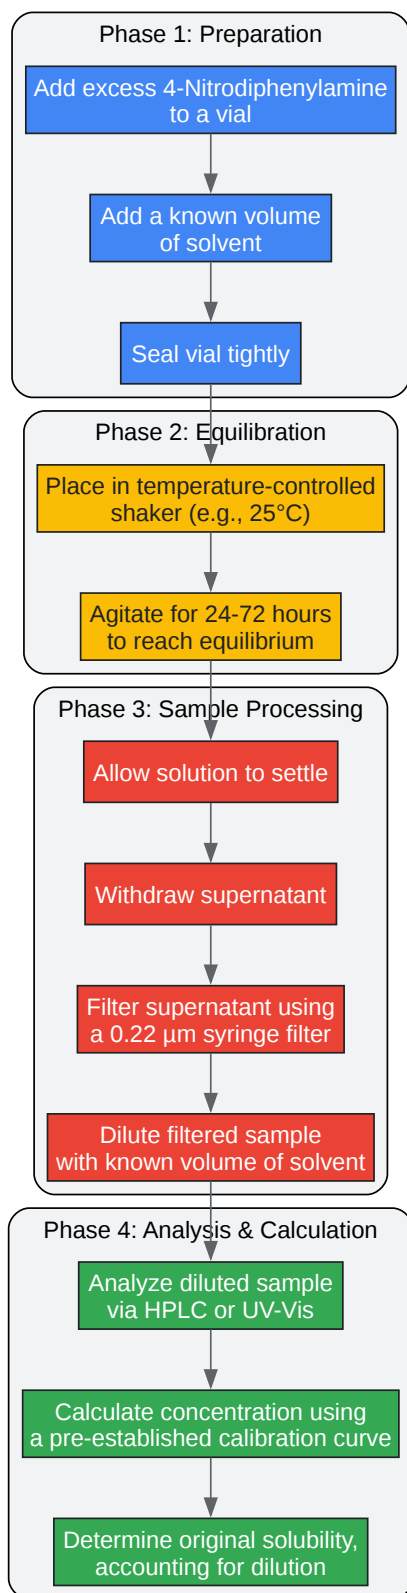 Phase 1: Preparation
Add excess 4-Nitrodiphenylamine
to a vial
Add a known volume
of solvent
Seal vial tightly
Phase 2: Equilibration
Place in temperature-controlled
shaker (e.g., 25°C)
Agitate for 24-72 hours
to reach equilibrium
Phase 3: Sample Processing
Allow solution to settle
Withdraw supernatant
Filter supernatant using
a 0.22 µm syringe filter
Dilute filtered sample
with known volume of solvent
Phase 4: Analysis & Calculation
Analyze diluted sample
via HPLC or UV-Vis
Calculate concentration using
a pre-established calibration curve
Determine original solubility,
accounting for dilution